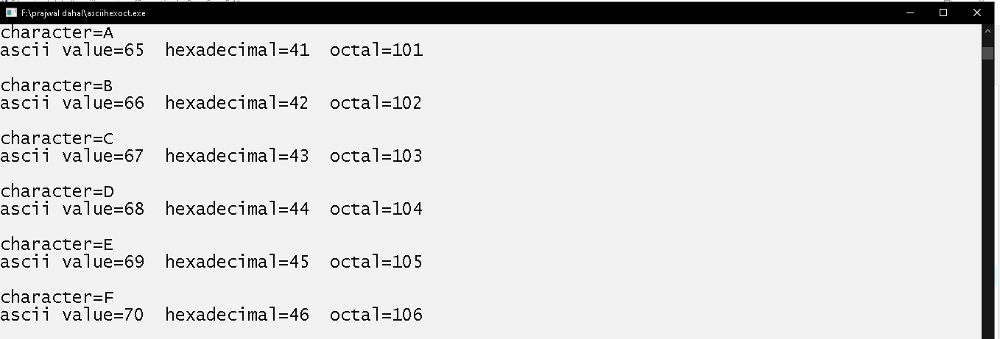 F:\prajwal dahal\asciihexoct.exe
character=A
ascii value=65  hexadecimal=41  octal=101
character=B
ascii value=66  hexadecimal=42  octal=102
character=C
ascii value=67  hexadecimal=43  octal=103
character=D
ascii value=68  hexadecimal=44  octal=104
character=E
ascii value=69  hexadecimal=45  octal=105
character=F
ascii value=70  hexadecimal=46  octal=106